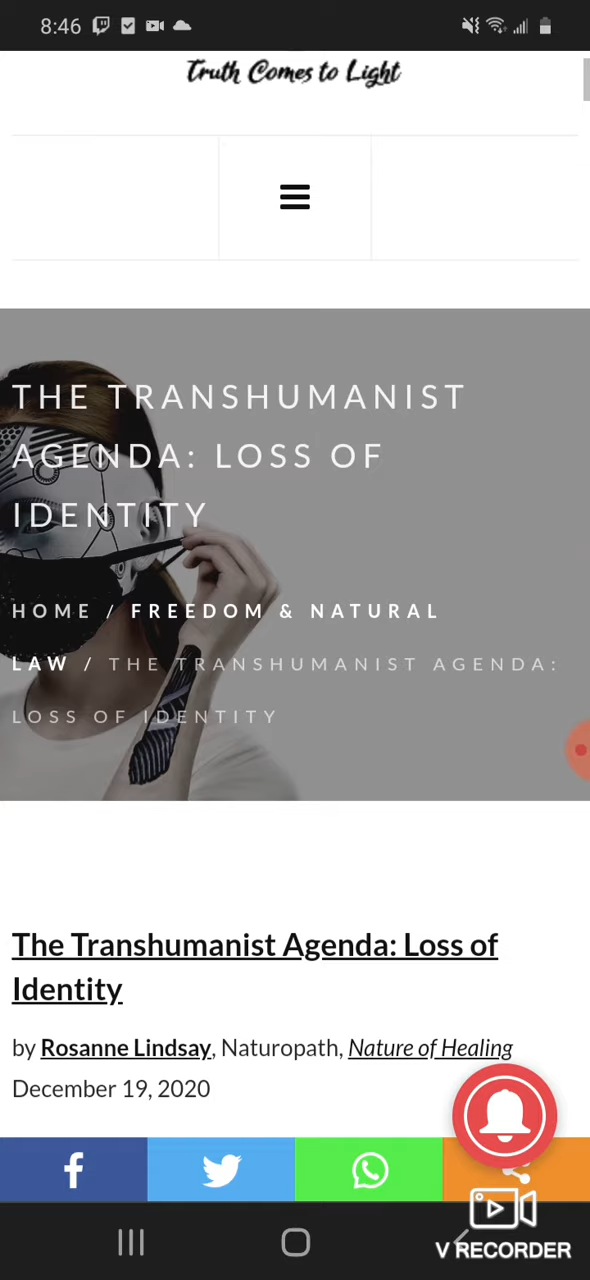 8:46
Truth Comes to Light
THE TRANSHUMANIST
AGENDA: LOSS OF
IDENTITY
HOME / FREEDOM & NATURAL
LAW / THE TRANSHUMANIST AGENDA:
LOSS OF IDENTITY
The Transhumanist Agenda: Loss of
Identity
by Rosanne Lindsay, Naturopath, Nature of Healing
December 19, 2020
V RECORDER